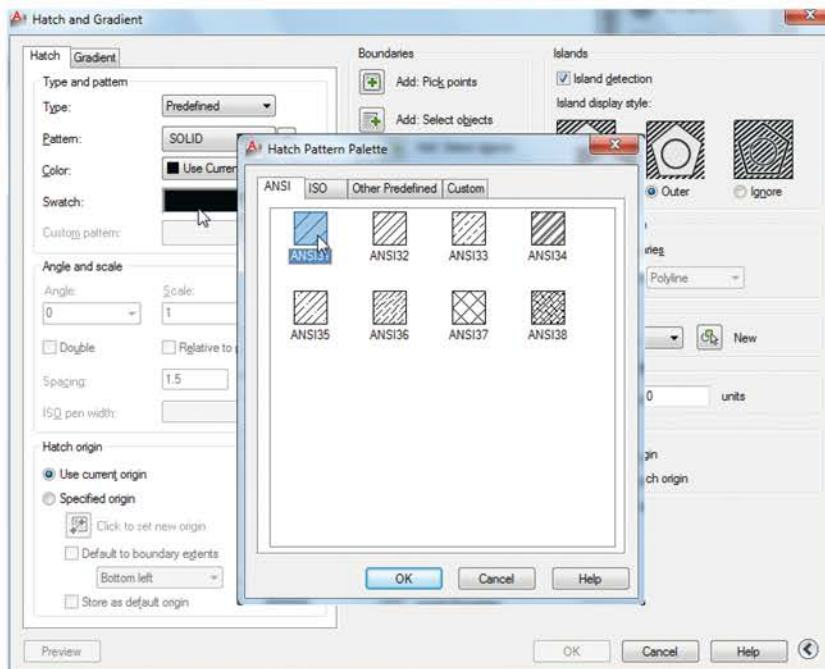 Hatch and Gradient
Hatch
Gradient
Type and pattern
Type:
Predefined
Pattern:
SOLID
Color:
Use Curren
Swatch:
Custom pattern:
Angle and scale
Angle:
Scale:
0
1
Double
Relative to
Spacing:
1.5
ISO pen width:
Hatch origin
Use current origin
Specified origin
Click to set new origin
Default to boundary extents
Bottom left
Store as default origin
Preview
Boundaries
Add: Pick points
Add: Select objects
Islands
Island detection
Island display style:
Outer
Ignore
Polyline
New
0
units
ch origin
OK
Cancel
Help
Hatch Pattern Palette
ANSI
ISO
Other Predefined
Custom
ANSI31
ANSI32
ANSI33
ANSI34
ANSI35
ANSI36
ANSI37
ANSI38
OK
Cancel
Help